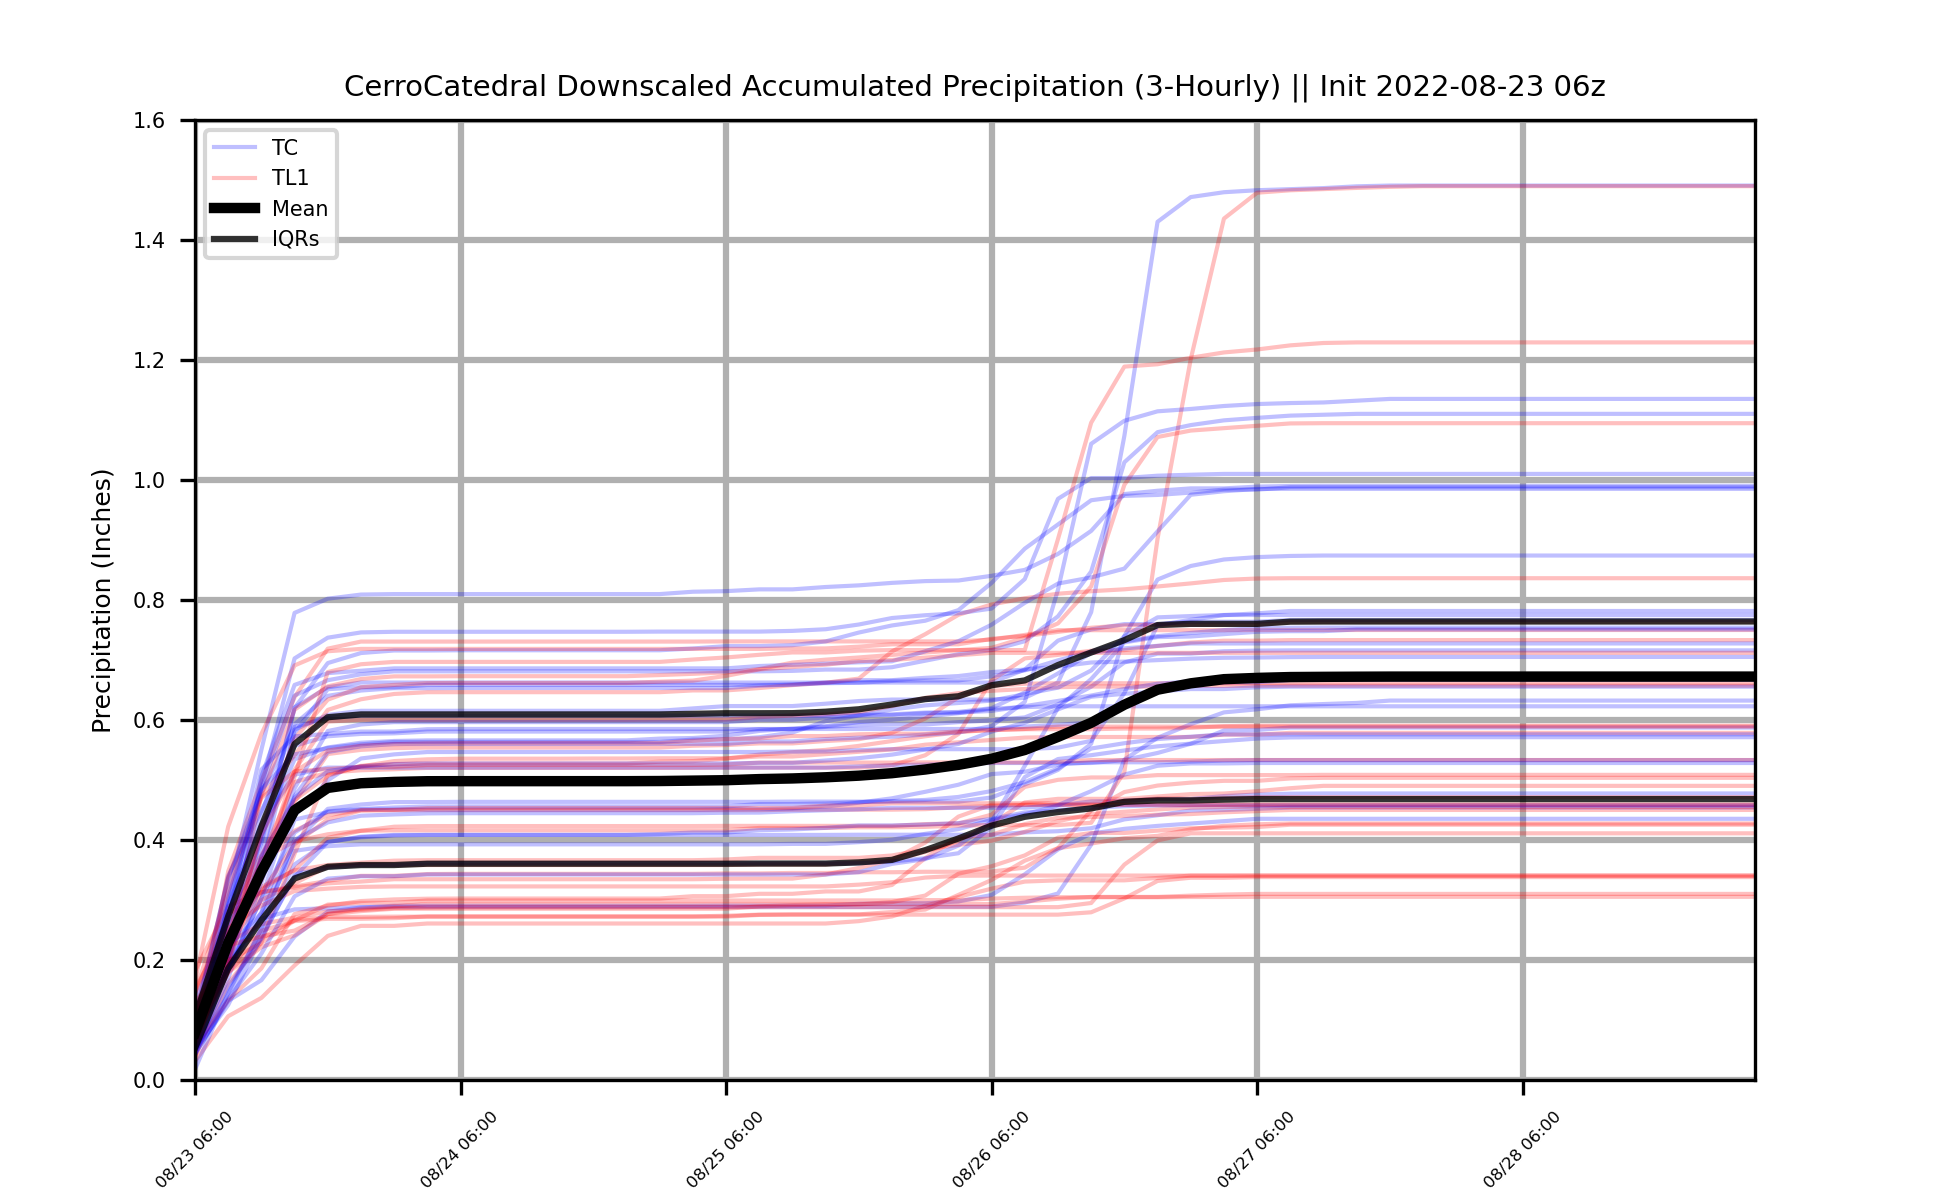 CerroCatedral Downscaled Accumulated Precipitation (3-Hourly) || Init 2022-08-23 06z
TC
TL1
Mean
IQRs
Precipitation (Inches)
1.6
1.4
1.2
1.0
0.8
0.6
0.4
0.2
0.0
08/23 06:00
08/24 06:00
08/25 06:00
08/26 06:00
08/27 06:00
08/28 06:00